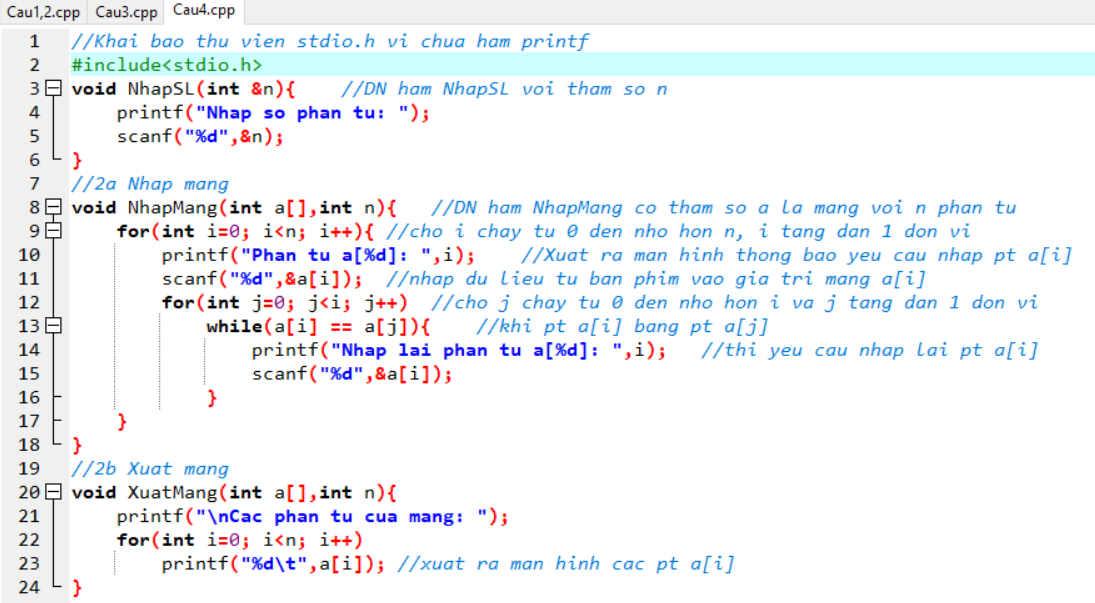 Cau1,2.cpp Cau3.cpp Cau4.cpp
1 //Khai bao thu vien stdio.h vi chua ham printf
2 #include<stdio.h>
3 void NhapSL(int &n){ //DN ham NhapSL voi tham so n
4 printf("Nhap so phan tu: ");
5 scanf("%d",&n);
6 }
7 //2a Nhap mang
8 void NhapMang(int a[],int n){ //DN ham NhapMang co tham so a la mang voi n phan tu
9 for(int i=0; i<n; i++){ //cho i chay tu 0 den nho hon n, i tang dan 1 don vi
10 printf("Phan tu a[%d]: ",i); //Xuat ra man hinh thong bao yeu cau nhap pt a[i]
11 scanf("%d",&a[i]); //nhap du lieu tu ban phim vao gia tri mang a[i]
12 for(int j=0; j<i; j++) //cho j chay tu 0 den nho hon i va j tang dan 1 don vi
13 while(a[i] == a[j]){ //khi pt a[i] bang pt a[j]
14 printf("Nhap lai phan tu a[%d]: ",i); //thi yeu cau nhap lai pt a[i]
15 scanf("%d",&a[i]);
16 }
17 }
18 }
19 //2b Xuat mang
20 void XuatMang(int a[],int n){
21 printf("\nCac phan tu cua mang: ");
22 for(int i=0; i<n; i++)
23 printf("%d\t",a[i]); //xuat ra man hinh cac pt a[i]
24 }